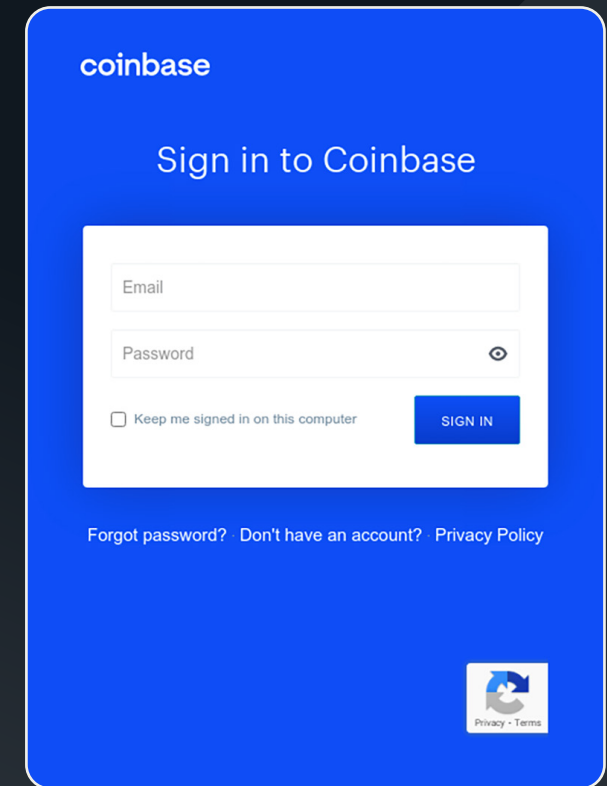 coinbase
Sign in to Coinbase
Email
Password
Keep me signed in on this computer
SIGN IN
Forgot password? · Don't have an account? · Privacy Policy
Privacy - Terms